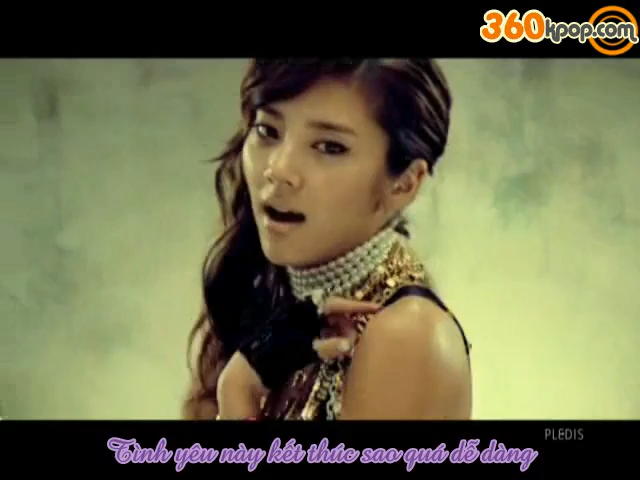 360kpop.com
PLEDIS
Tình yêu này kết thúc sao quá dễ dàng